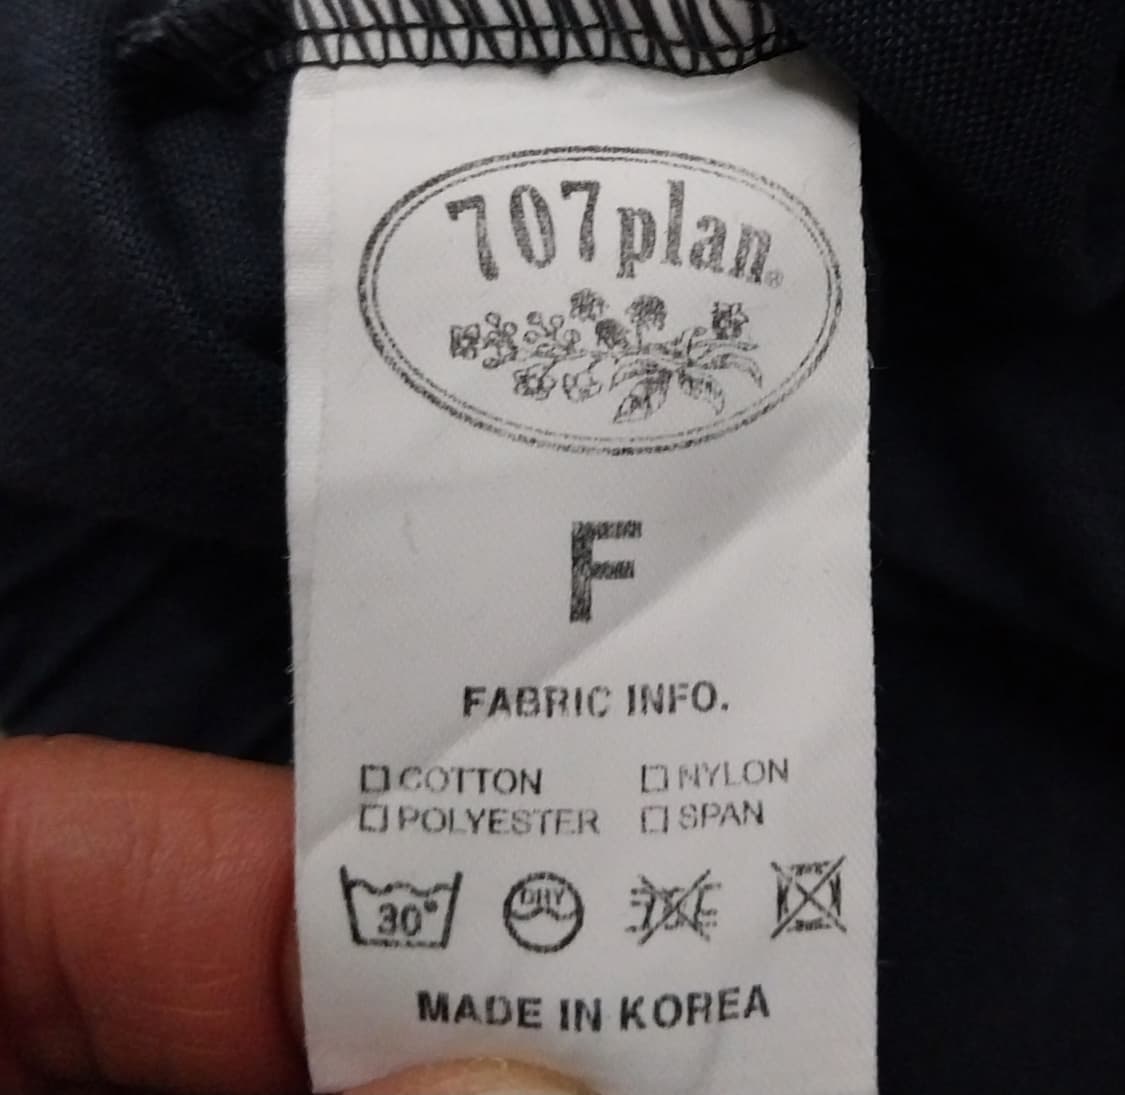 707plan®
F
FABRIC INFO.
☐ COTTON ☐ NYLON
☐ POLYESTER ☐ SPAN
30° DRY
MADE IN KOREA